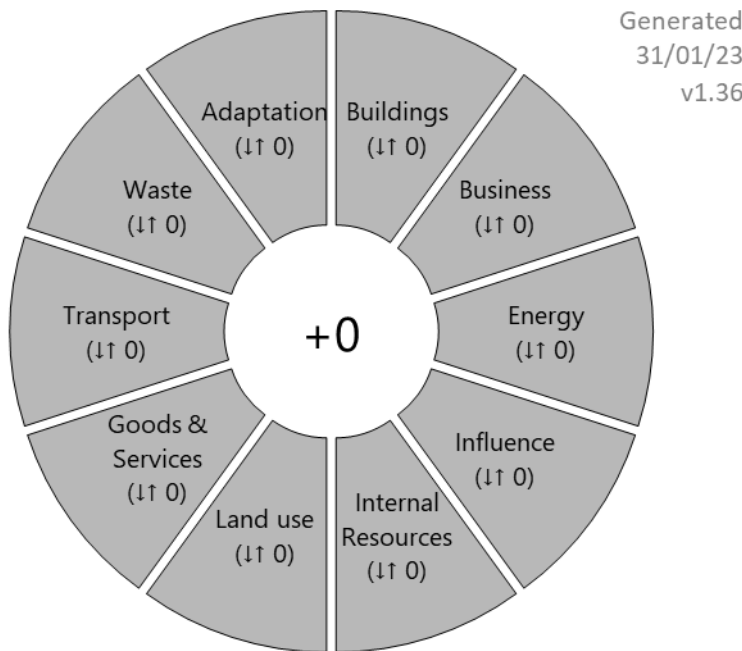 Generated
31/01/23
v1.36
Adaptation
(↓↑ 0)
Buildings
(↓↑ 0)
Business
(↓↑ 0)
Energy
(↓↑ 0)
Influence
(↓↑ 0)
Internal
Resources
(↓↑ 0)
Land use
(↓↑ 0)
Goods &
Services
(↓↑ 0)
Transport
(↓↑ 0)
Waste
(↓↑ 0)
+0